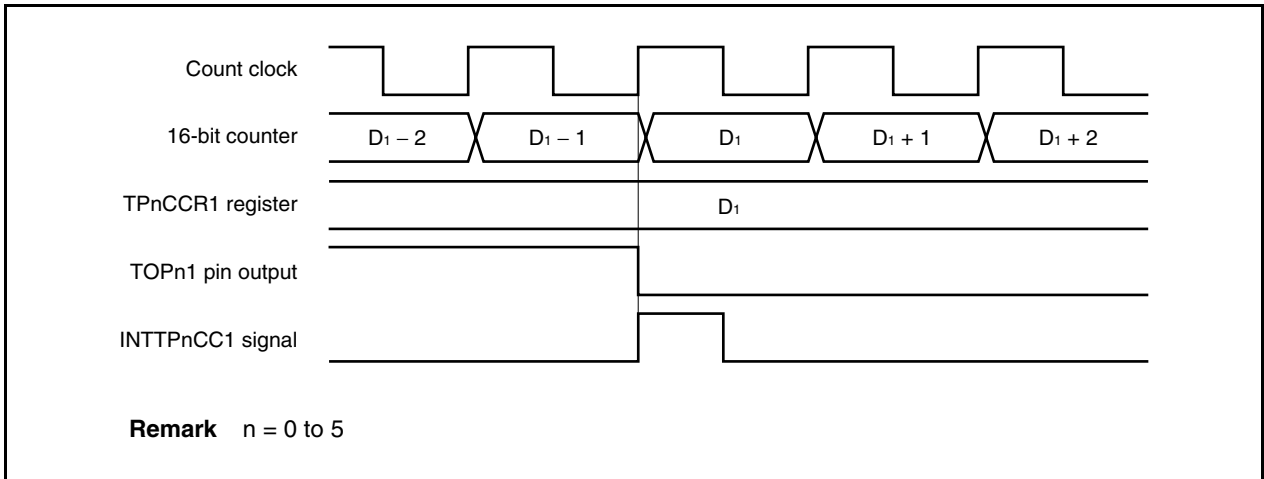 Count clock
16-bit counter
D₁ − 2
D₁ − 1
D₁
D₁ + 1
D₁ + 2
TPnCCR1 register
D₁
TOPn1 pin output
INTTPnCC1 signal
Remark n = 0 to 5